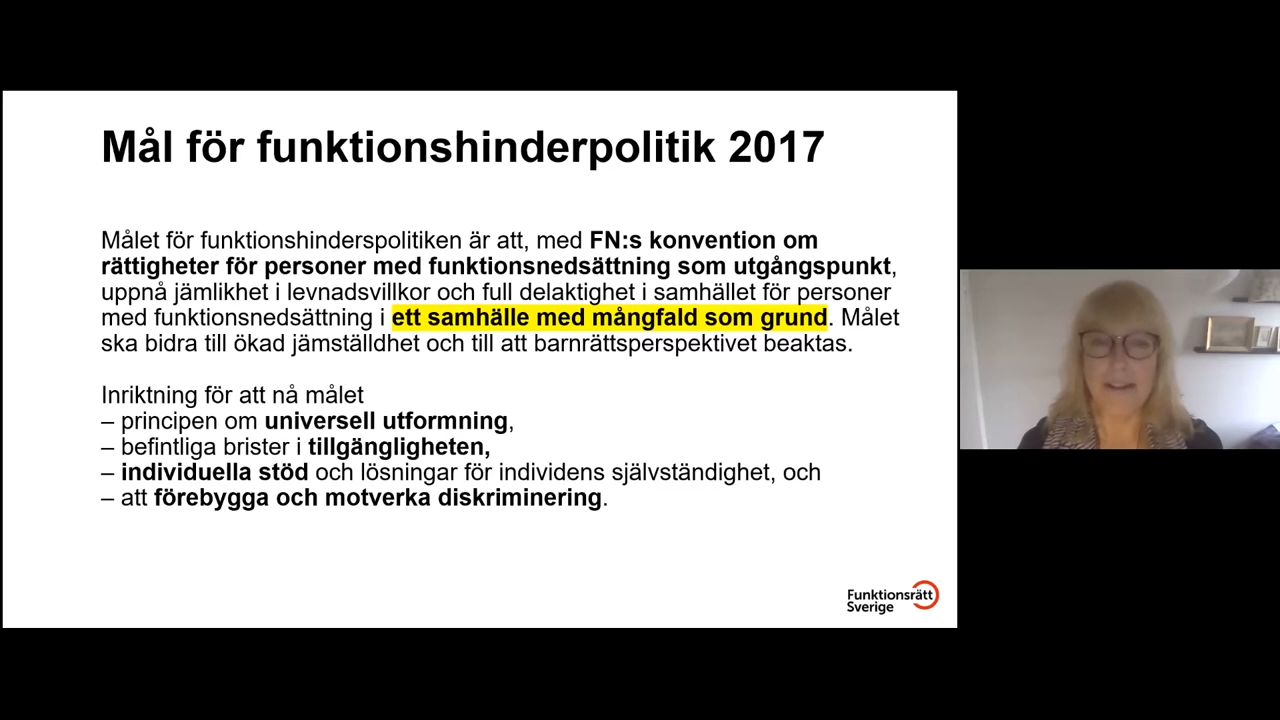 Mål för funktionshinderpolitik 2017
Målet för funktionshinderspolitiken är att, med FN:s konvention om
rättigheter för personer med funktionsnedsättning som utgångspunkt,
uppnå jämlikhet i levnadsvillkor och full delaktighet i samhället för personer
med funktionsnedsättning i ett samhälle med mångfald som grund. Målet
ska bidra till ökad jämställdhet och till att barnrättsperspektivet beaktas.
Inriktning för att nå målet
– principen om universell utformning,
– befintliga brister i tillgängligheten,
– individuella stöd och lösningar för individens självständighet, och
– att förebygga och motverka diskriminering.
Funktionsrätt
Sverige